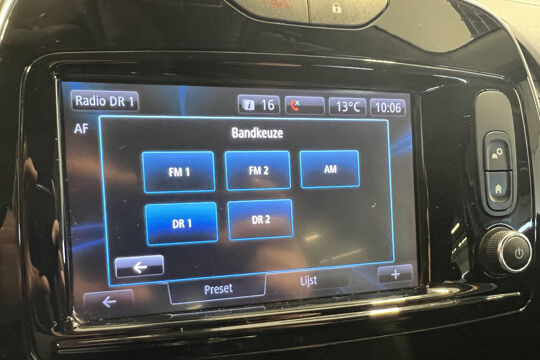 Radio DR 1
i 16
13°C
10:06
AF
Bandkeuze
FM 1
FM 2
AM
DR 1
DR 2
Preset
Lijst
+